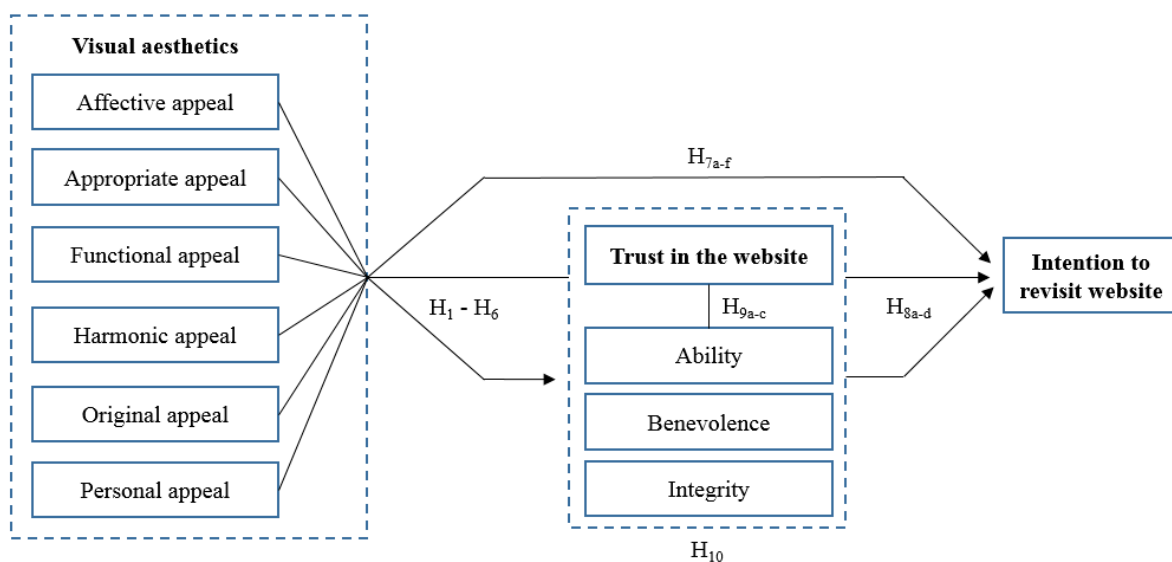 Visual aesthetics
Affective appeal
Appropriate appeal
Functional appeal
Harmonic appeal
Original appeal
Personal appeal
H1 - H6
H7a-f
Trust in the website
H9a-c
Ability
Benevolence
Integrity
H10
H8a-d
Intention to
revisit website